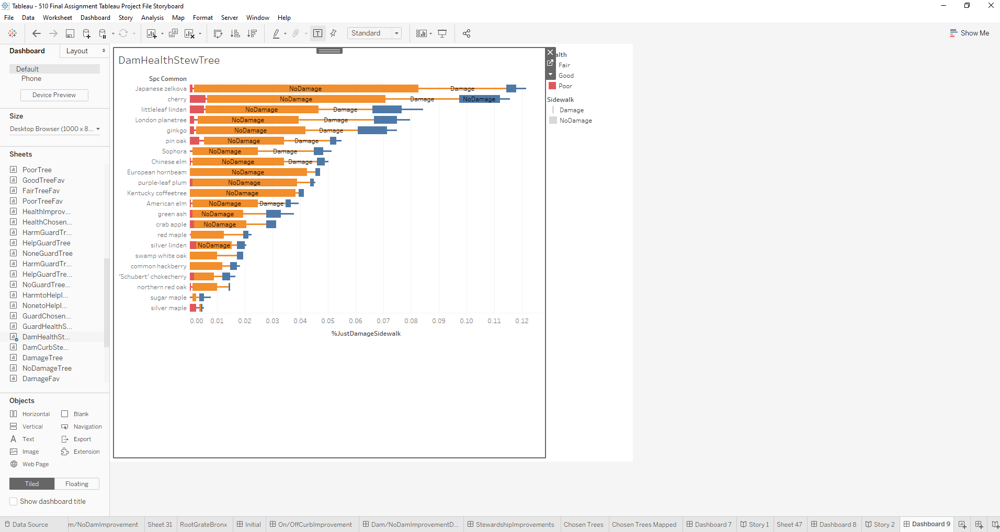 Tableau - 510 Final Assignment Tableau Project File Storyboard
File Data Worksheet Dashboard Story Analysis Map Format Server Window Help
Standard
Show Me
Dashboard Layout
Default
Phone
Device Preview
Size
Desktop Browser (1000 x 8...
Sheets
PoorTree
GoodTreeFav
FairTreeFav
PoorTreeFav
HealthImprov...
HealthChosen...
HarmGuardTr...
HelpGuardTree
NoneGuardTree
HarmGuardTr...
HelpGuardTre...
NoGuardTree...
HarmtoHelpI...
NonetoHelpI...
GuardChosen...
GuardHealthS...
DamHealthSt...
DamCurbSte...
DamageTree
NoDamageTree
DamageFav
Objects
Horizontal Blank
Vertical Navigation
Text Export
Image Extension
Web Page
Tiled Floating
Show dashboard title
DamHealthStewTree
Spc Common
Japanese zelkova NoDamage Damage
cherry NoDamage Damage NoDamage
littleleaf linden NoDamage Damage
London planetree NoDamage Damage
ginkgo NoDamage Damage
pin oak NoDamage Damage
Sophora NoDamage Damage
Chinese elm NoDamage Damage
European hornbeam NoDamage
purple-leaf plum NoDamage
Kentucky coffeetree NoDamage
American elm NoDamage Damage
green ash NoDamage
crab apple NoDamage
red maple
silver linden NoDamage
swamp white oak
common hackberry
'Schubert' chokecherry
northern red oak
sugar maple
silver maple
0.00 0.01 0.02 0.03 0.04 0.05 0.06 0.07 0.08 0.09 0.10 0.11 0.12
%JustDamageSidewalk
alth
Fair
Good
Poor
Sidewalk
Damage
NoDamage
Data Source m/NoDamImprovement Sheet 31 RootGrateBronx Initial On/OffCurbImprovement Dam/NoDamImprovementD... StewardshipImprovements Chosen Trees Chosen Trees Mapped Dashboard 7 Story 1 Sheet 47 Dashboard 8 Story 2 Dashboard 9